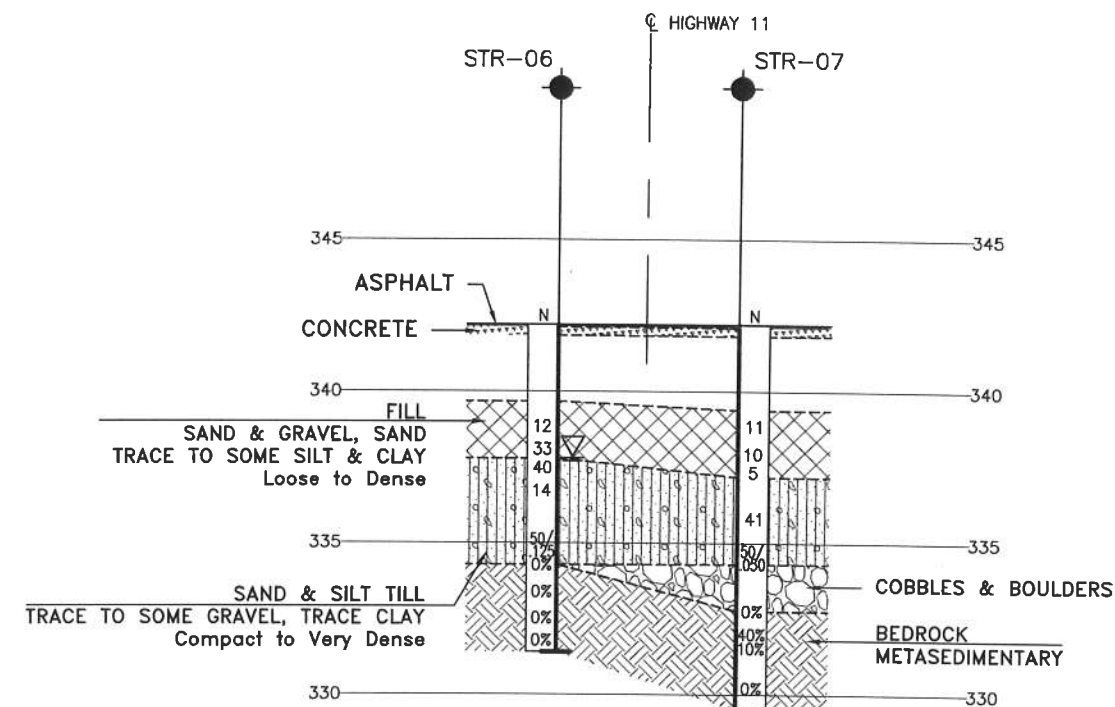 ℄ HIGHWAY 11
STR-06
STR-07
345
345
ASPHALT
N
N
CONCRETE
340
340
FILL
SAND & GRAVEL, SAND
TRACE TO SOME SILT & CLAY
Loose to Dense
12
33
40
14
50/
.125
0%
0%
0%
0%
11
10
5
41
50/
.050
0%
40%
10%
0%
335
335
COBBLES & BOULDERS
SAND & SILT TILL
TRACE TO SOME GRAVEL, TRACE CLAY
Compact to Very Dense
BEDROCK
METASEDIMENTARY
330
330